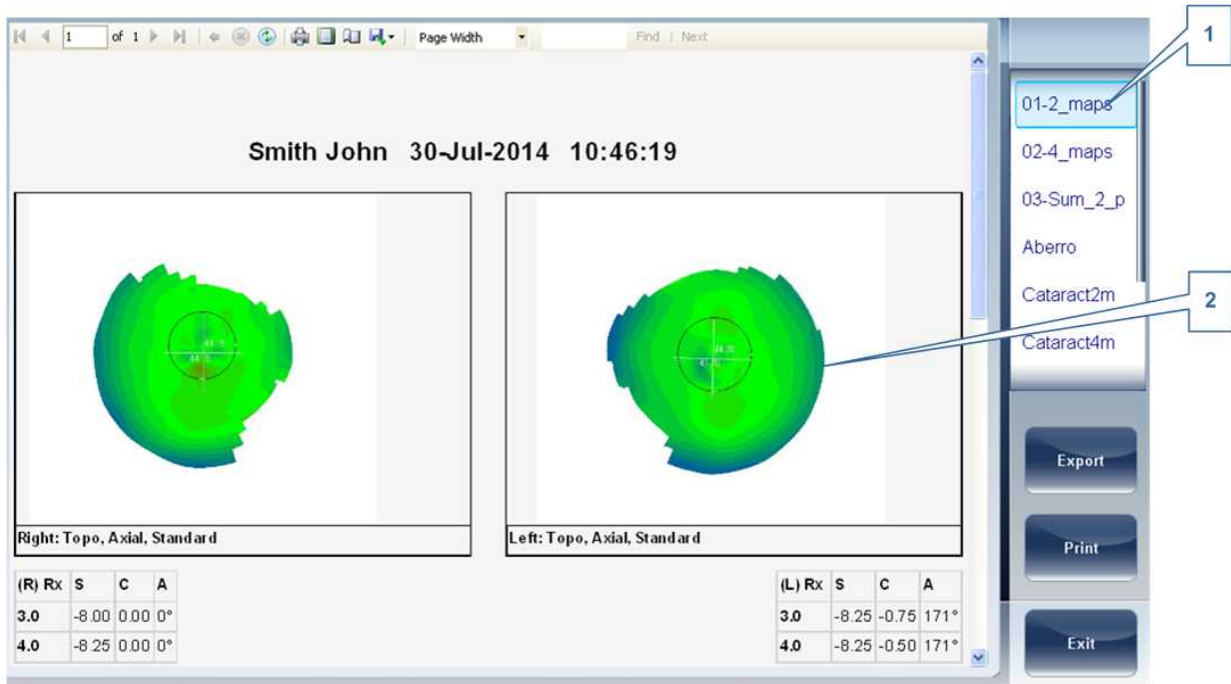 1 of 1 Page Width Find | Next
1
01-2_maps
02-4_maps
03-Sum_2_p
Aberro
Cataract2m
2
Cataract4m
Export
Print
Exit
Smith John 30-Jul-2014 10:46:19
44.30
Right: Topo, Axial, Standard
Left: Topo, Axial, Standard
(R) Rx S C A
3.0 -8.00 0.00 0°
4.0 -8.25 0.00 0°
(L) Rx S C A
3.0 -8.25 -0.75 171°
4.0 -8.25 -0.50 171°